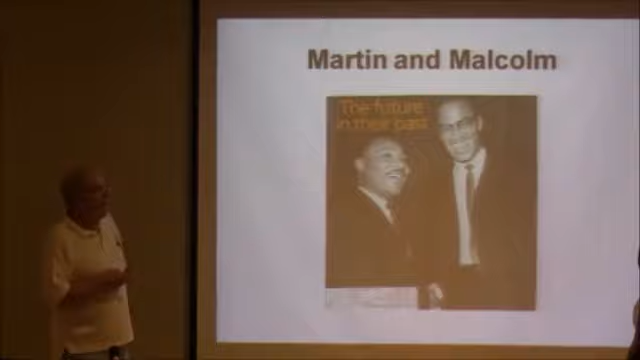 Martin and Malcolm
The future
in their past